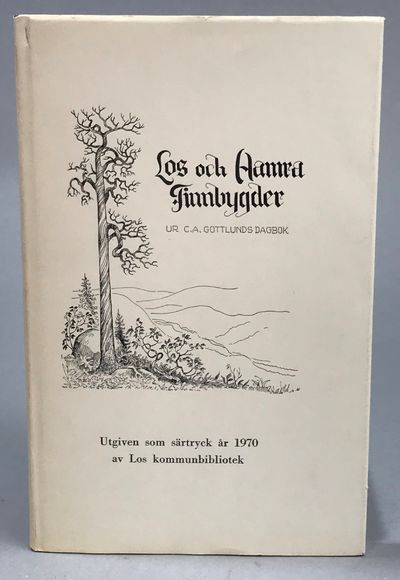 Los och Hamra
Finnbygder
UR C.A. GOTTLUNDS DAGBOK
Utgiven som särtryck år 1970
av Los kommunbibliotek